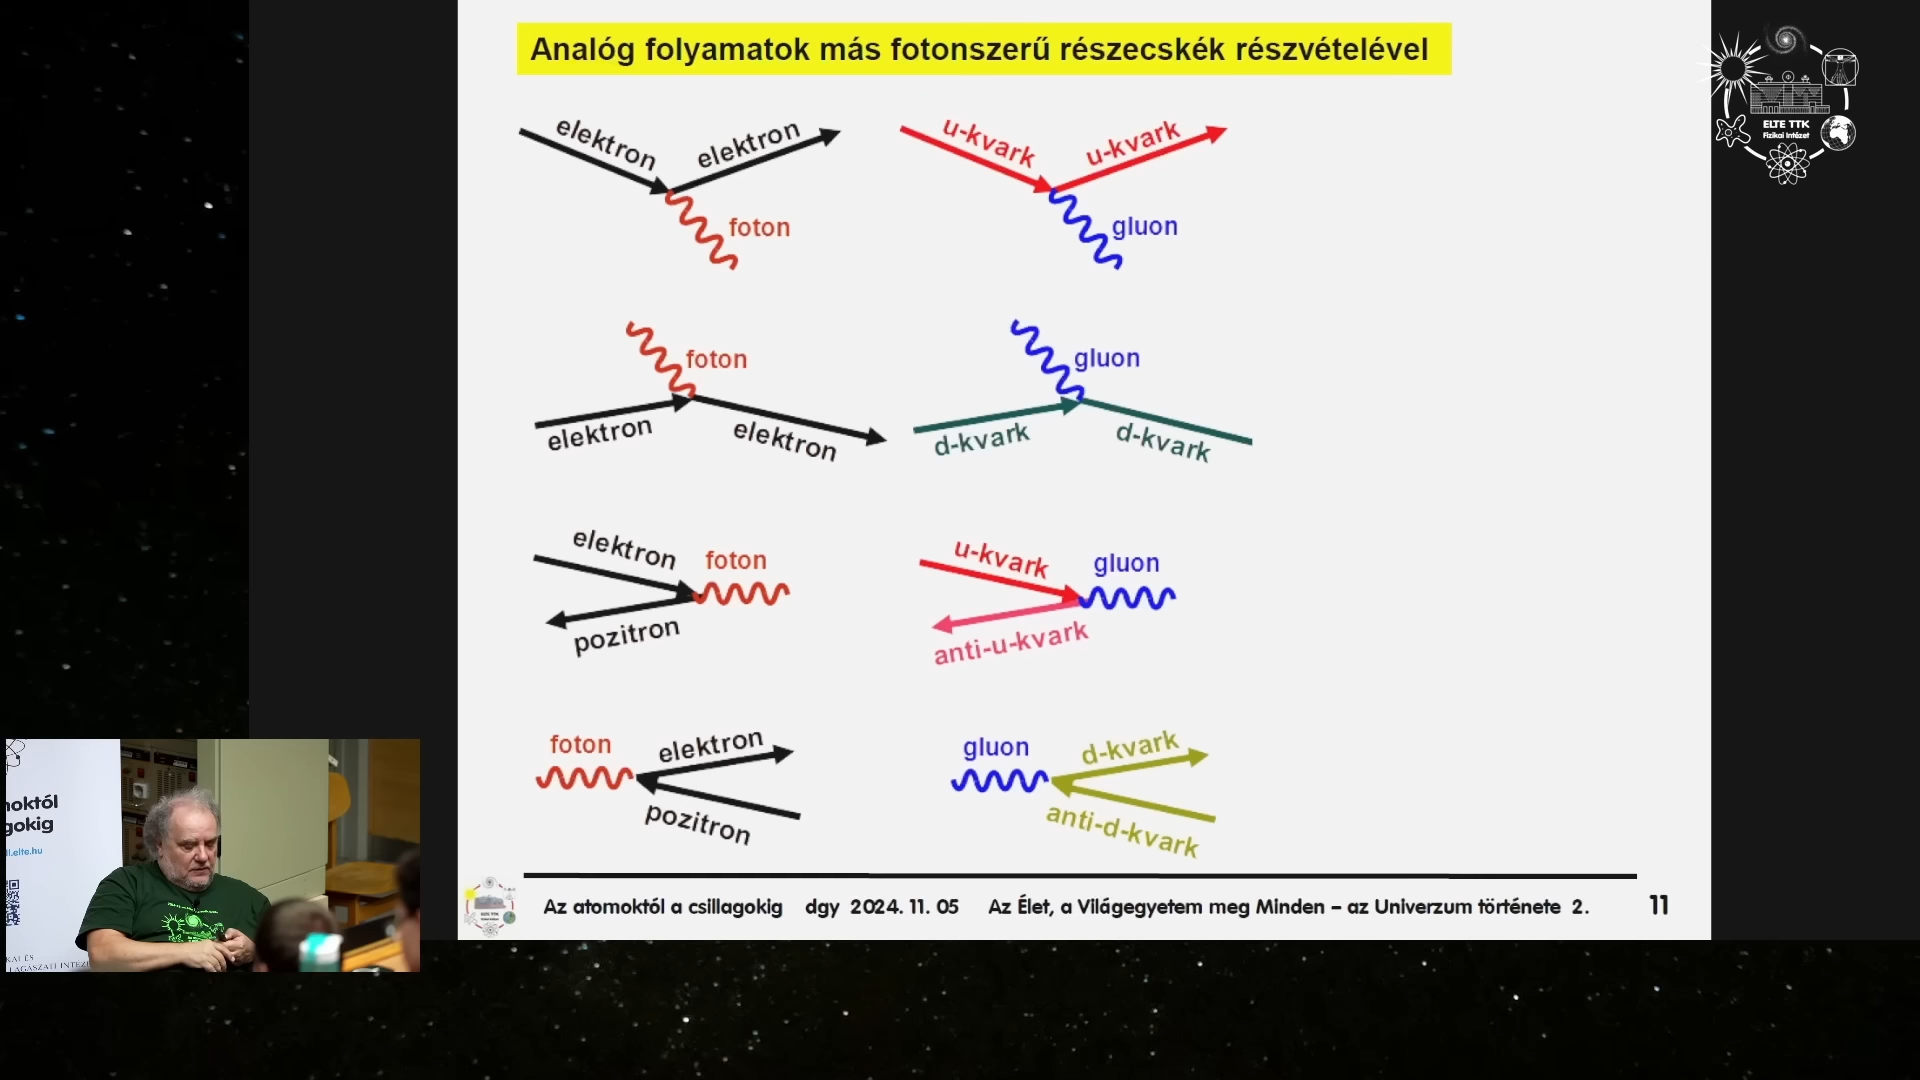 Analóg folyamatok más fotonszerű részecskék részvételével
elektron
elektron
foton
u-kvark
u-kvark
gluon
foton
elektron
elektron
gluon
d-kvark
d-kvark
elektron
foton
pozitron
u-kvark
gluon
anti-u-kvark
foton
elektron
pozitron
gluon
d-kvark
anti-d-kvark
Az atomoktól a csillagokig dgy 2024. 11. 05 Az Élet, a Világegyetem meg Minden – az Univerzum története 2. 11
ELTE TTK
Fizikai Intézet